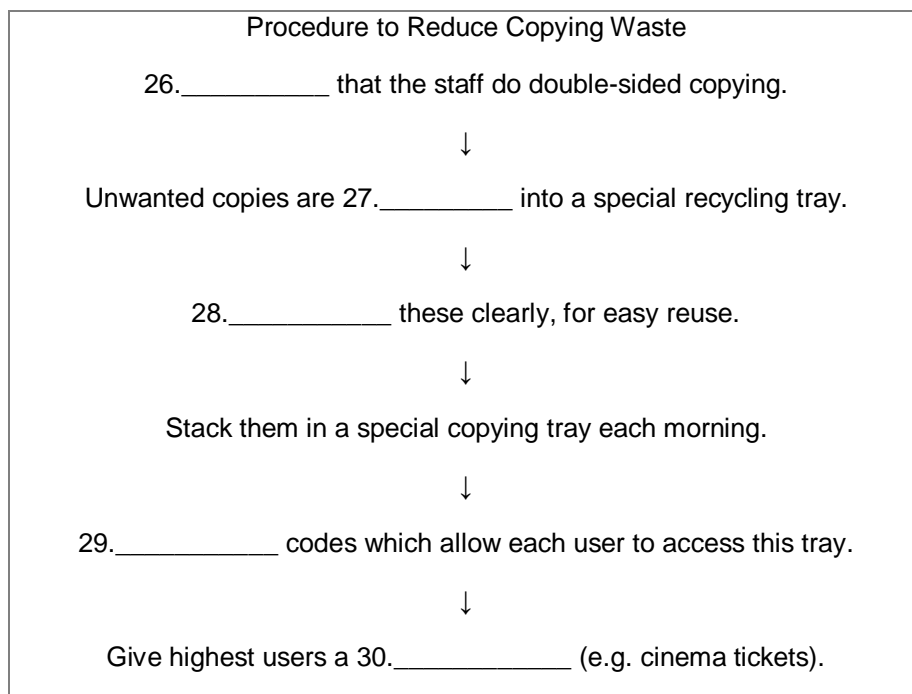 Procedure to Reduce Copying Waste
26.__________ that the staff do double-sided copying.
↓
Unwanted copies are 27._________ into a special recycling tray.
↓
28.___________ these clearly, for easy reuse.
↓
Stack them in a special copying tray each morning.
↓
29.___________ codes which allow each user to access this tray.
↓
Give highest users a 30.____________ (e.g. cinema tickets).